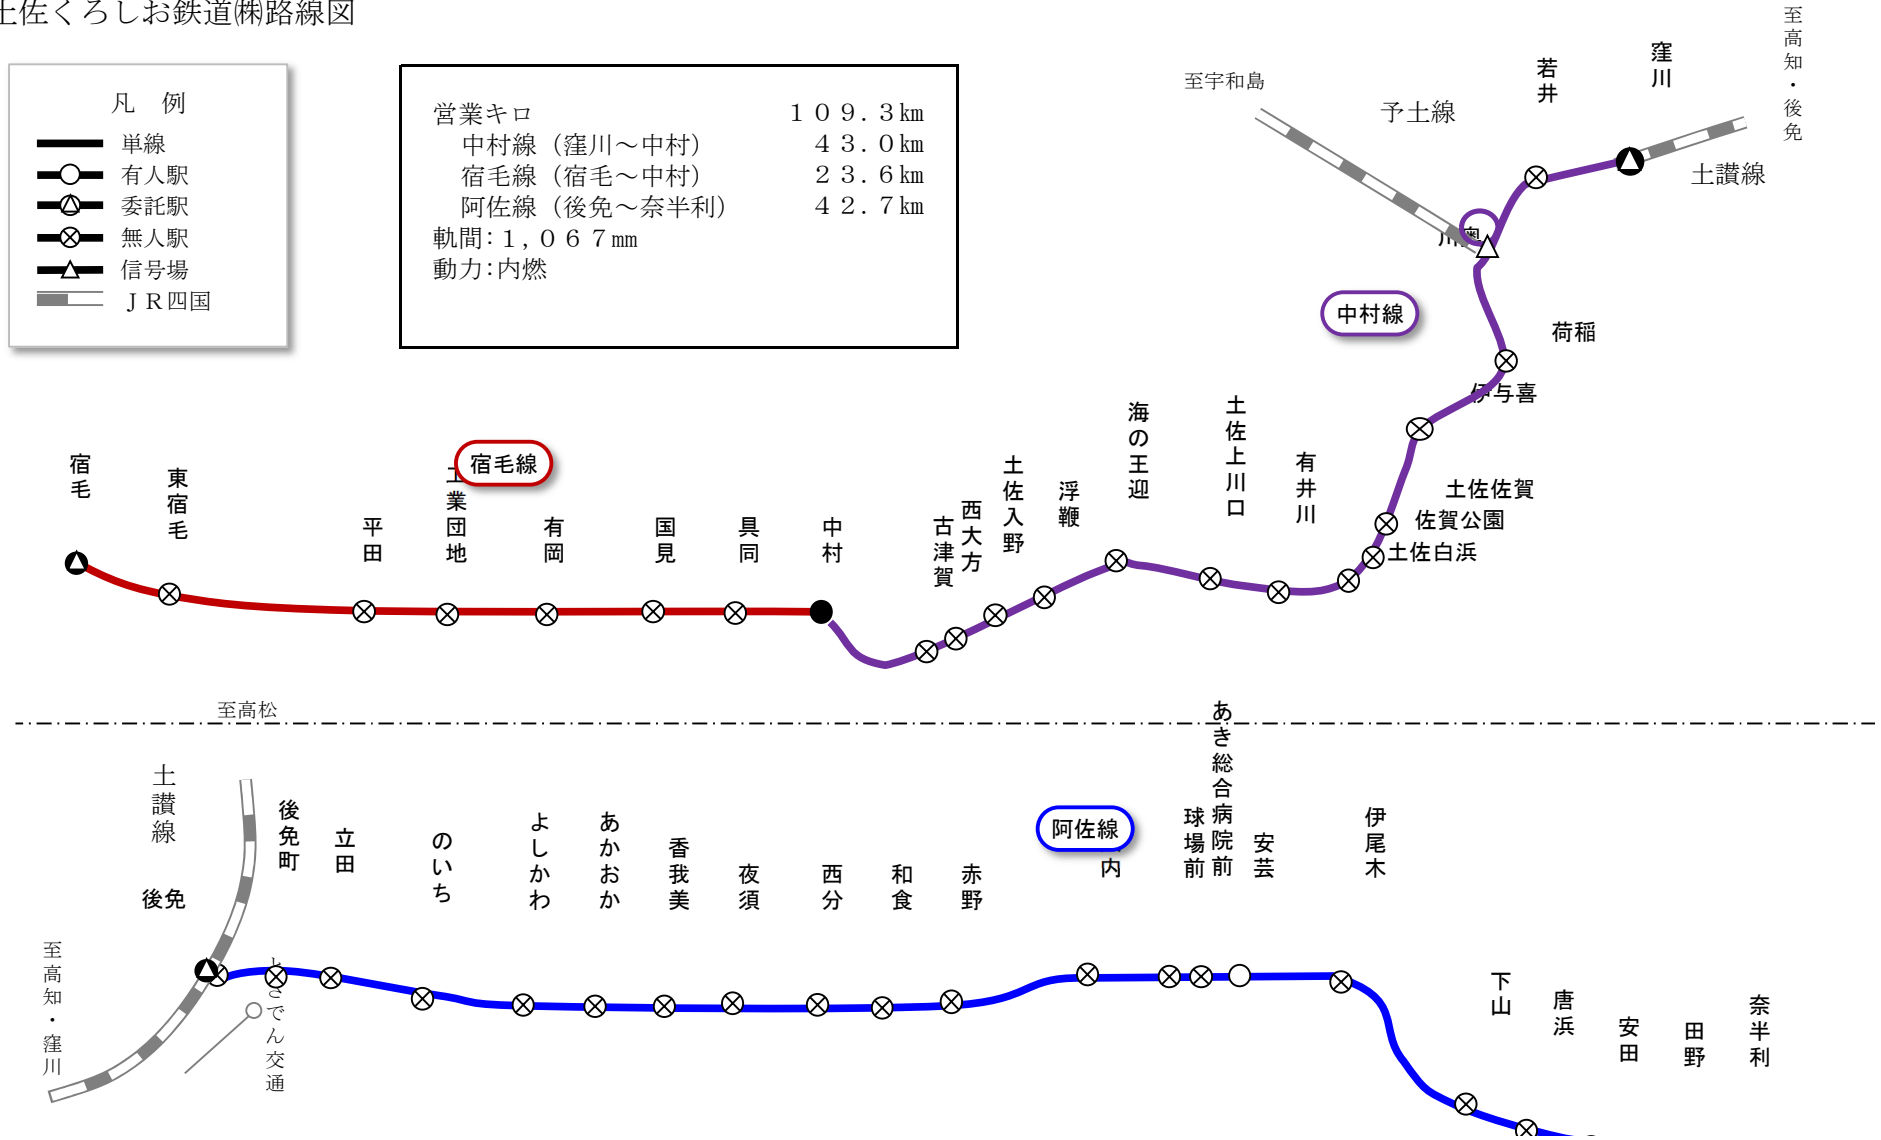 土佐くろしお鉄道㈱路線図
凡　例
単線
有人駅
委託駅
無人駅
信号場
ＪＲ四国
営業キロ　１０９.３㎞
中村線（窪川～中村）　４３.０㎞
宿毛線（宿毛～中村）　２３.６㎞
阿佐線（後免～奈半利）　４２.７㎞
軌間：１,０６７㎜
動力：内燃
至宇和島
予土線
若井
窪川
至高知・後免
土讃線
川奥
中村線
荷稲
伊与喜
土佐佐賀
佐賀公園
土佐白浜
有井川
土佐上川口
海の王迎
浮鞭
土佐入野
西大方
古津賀
中村
具同
国見
有岡
宿毛線
工業団地
平田
東宿毛
宿毛
至高松
土讃線
後免
至高知・窪川
後免町
とさでん交通
立田
のいち
よしかわ
あかおか
香我美
夜須
西分
和食
赤野
阿佐線
内
球場前
あき総合病院前
安芸
伊尾木
下山
唐浜
安田
田野
奈半利